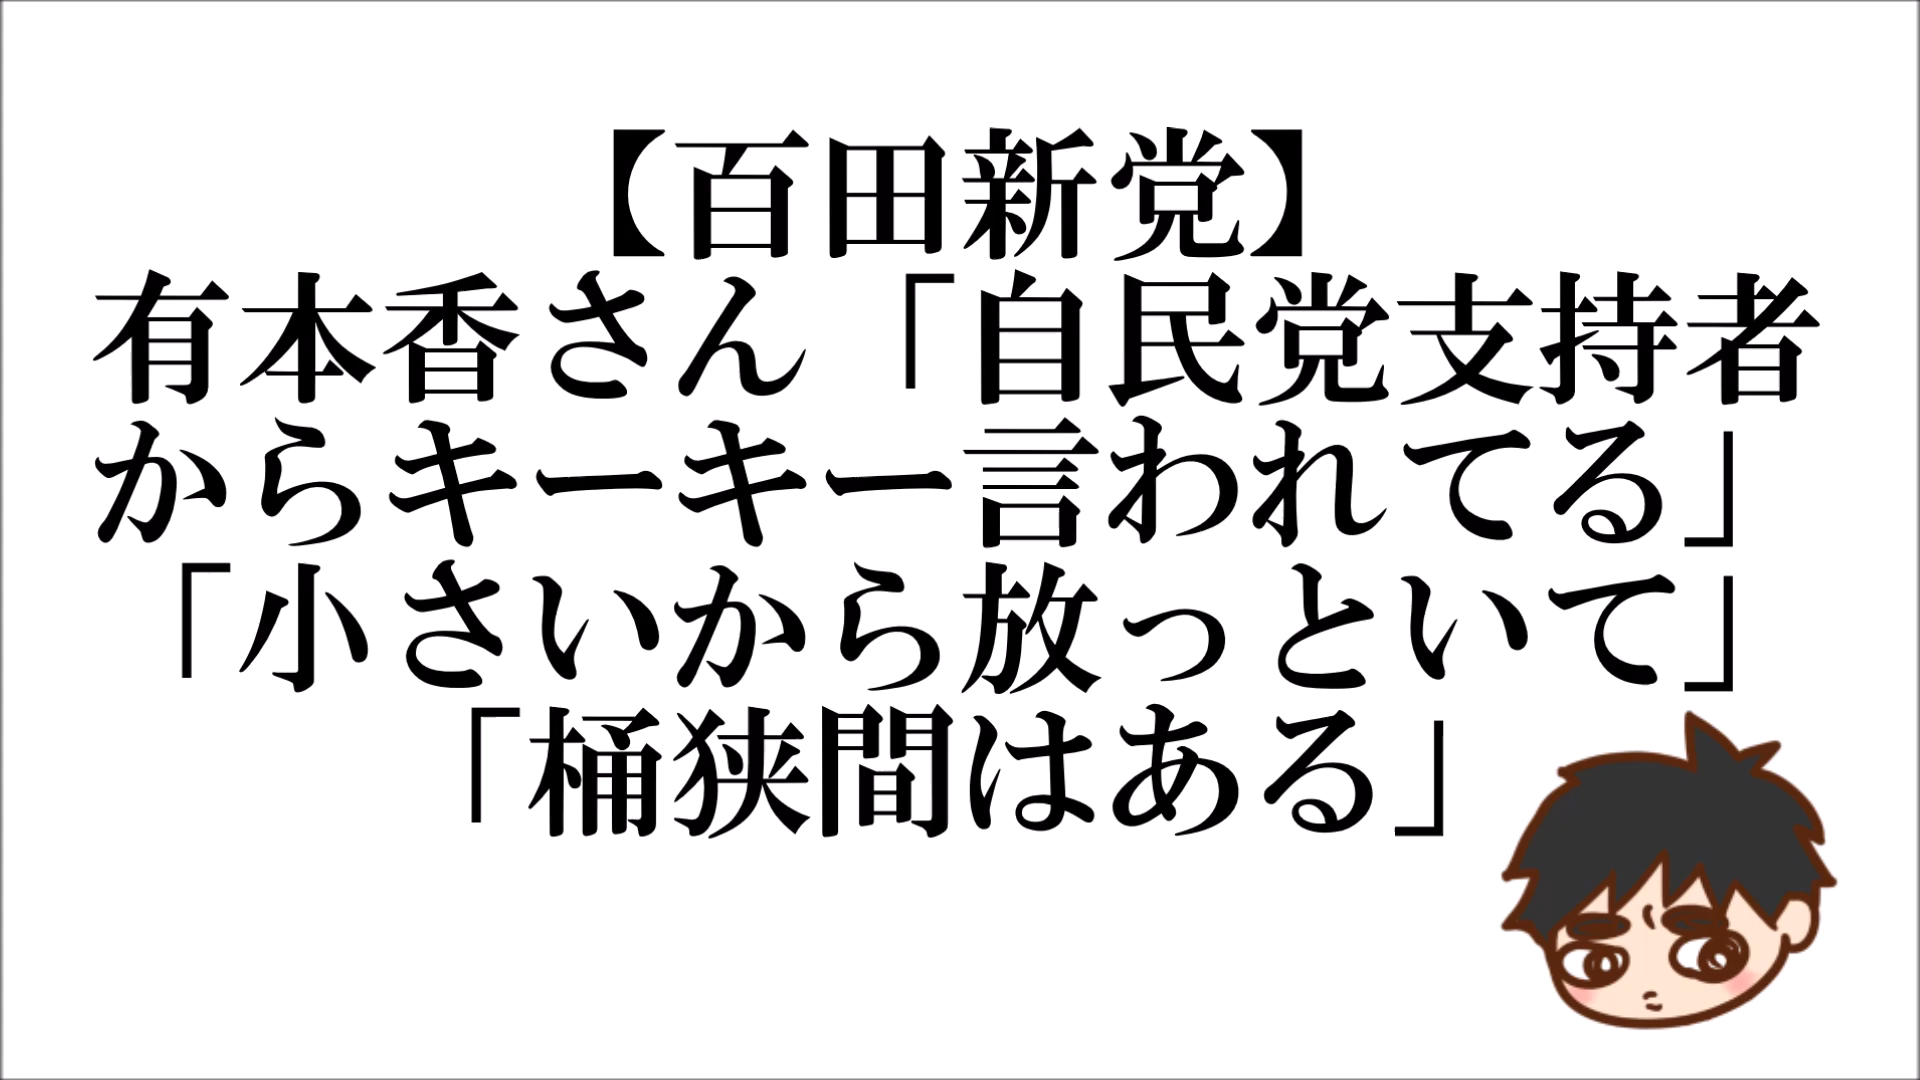 【百田新党】
有本香さん「自民党支持者
からキーキー言われてる」
「小さいから放っといて」
「桶狭間はある」